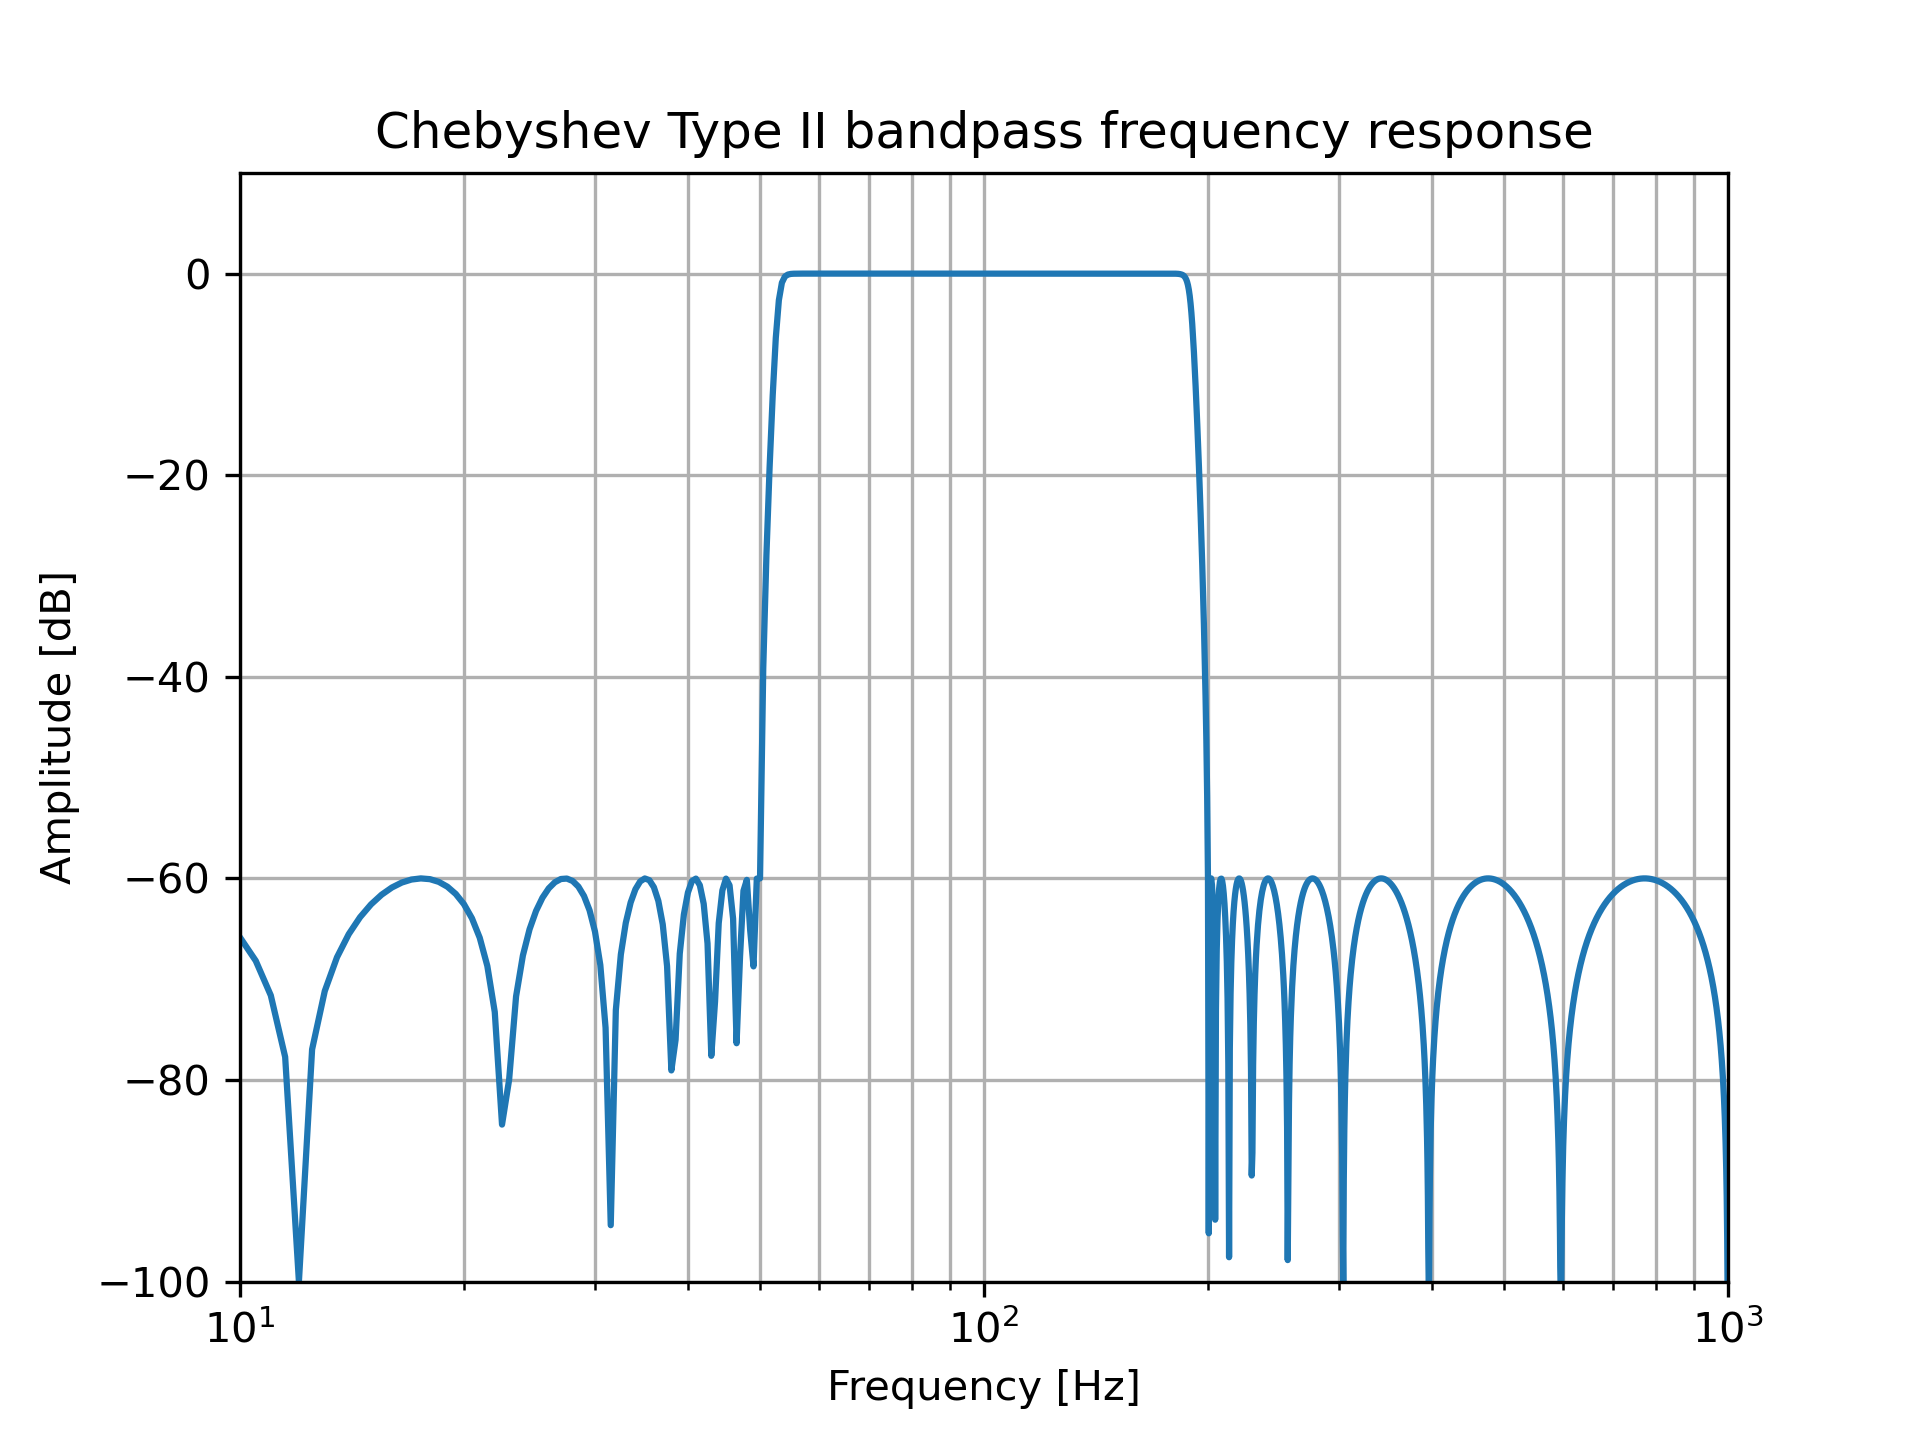 Chebyshev Type II bandpass frequency response
Amplitude [dB]
0
−20
−40
−60
−80
−100
10¹ 10² 10³
Frequency [Hz]